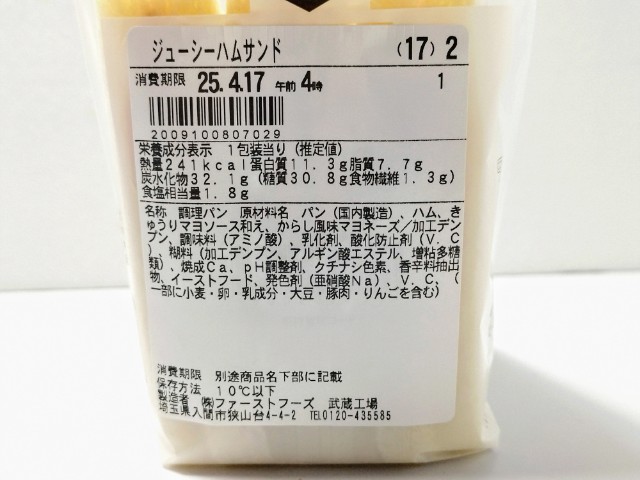 ジューシーハムサンド (17) 2
消費期限 25.4.17 午前 4時 1
2009100807029
栄養成分表示 1包装当り (推定値)
熱量241kcal蛋白質11.3g脂質7.7g
炭水化物32.1g (糖質30.8g食物繊維1.3g)
食塩相当量1.8g
名称 調理パン 原材料名 パン (国内製造)、ハム、き
ゅうりマヨソース和え、からし風味マヨネーズ/加工デン
プン、調味料 (アミノ酸)、乳化剤、酸化防止剤 (V.C
)、糊料 (加工デンプン、アルギン酸エステル、増粘多糖
類)、焼成Ca、pH調整剤、クチナシ色素、香辛料抽出
物、イーストフード、発色剤 (亜硝酸Na)、V.C、(
一部に小麦・卵・乳成分・大豆・豚肉・りんごを含む)
消費期限 別途商品名下部に記載
保存方法 10℃以下
製造者 ㈱ファーストフーズ 武蔵工場
埼玉県入間市狭山台4-4-2 TEL0120-435585